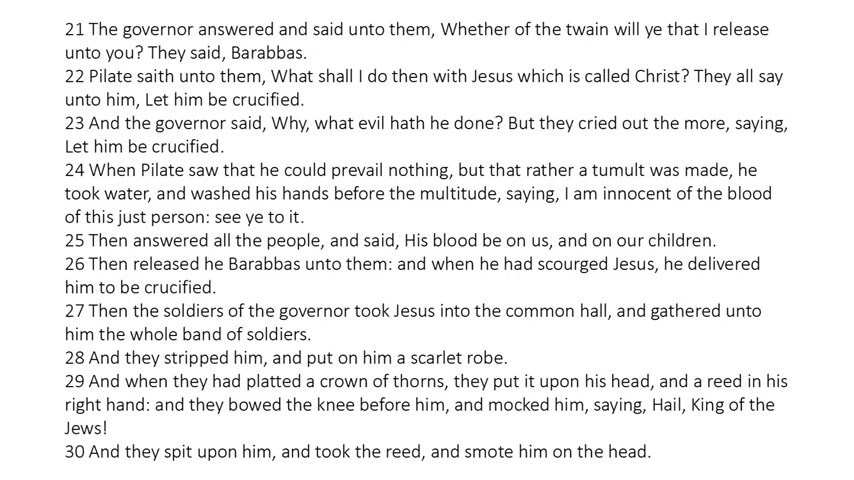 21 The governor answered and said unto them, Whether of the twain will ye that I release
unto you? They said, Barabbas.
22 Pilate saith unto them, What shall I do then with Jesus which is called Christ? They all say
unto him, Let him be crucified.
23 And the governor said, Why, what evil hath he done? But they cried out the more, saying,
Let him be crucified.
24 When Pilate saw that he could prevail nothing, but that rather a tumult was made, he
took water, and washed his hands before the multitude, saying, I am innocent of the blood
of this just person: see ye to it.
25 Then answered all the people, and said, His blood be on us, and on our children.
26 Then released he Barabbas unto them: and when he had scourged Jesus, he delivered
him to be crucified.
27 Then the soldiers of the governor took Jesus into the common hall, and gathered unto
him the whole band of soldiers.
28 And they stripped him, and put on him a scarlet robe.
29 And when they had platted a crown of thorns, they put it upon his head, and a reed in his
right hand: and they bowed the knee before him, and mocked him, saying, Hail, King of the
Jews!
30 And they spit upon him, and took the reed, and smote him on the head.